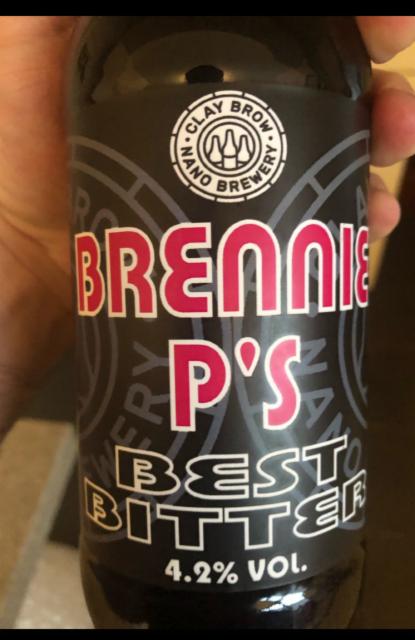 CLAY BROW
NANO BREWERY
BRENNIE
P'S
BEST
BITTER
4.2% VOL.